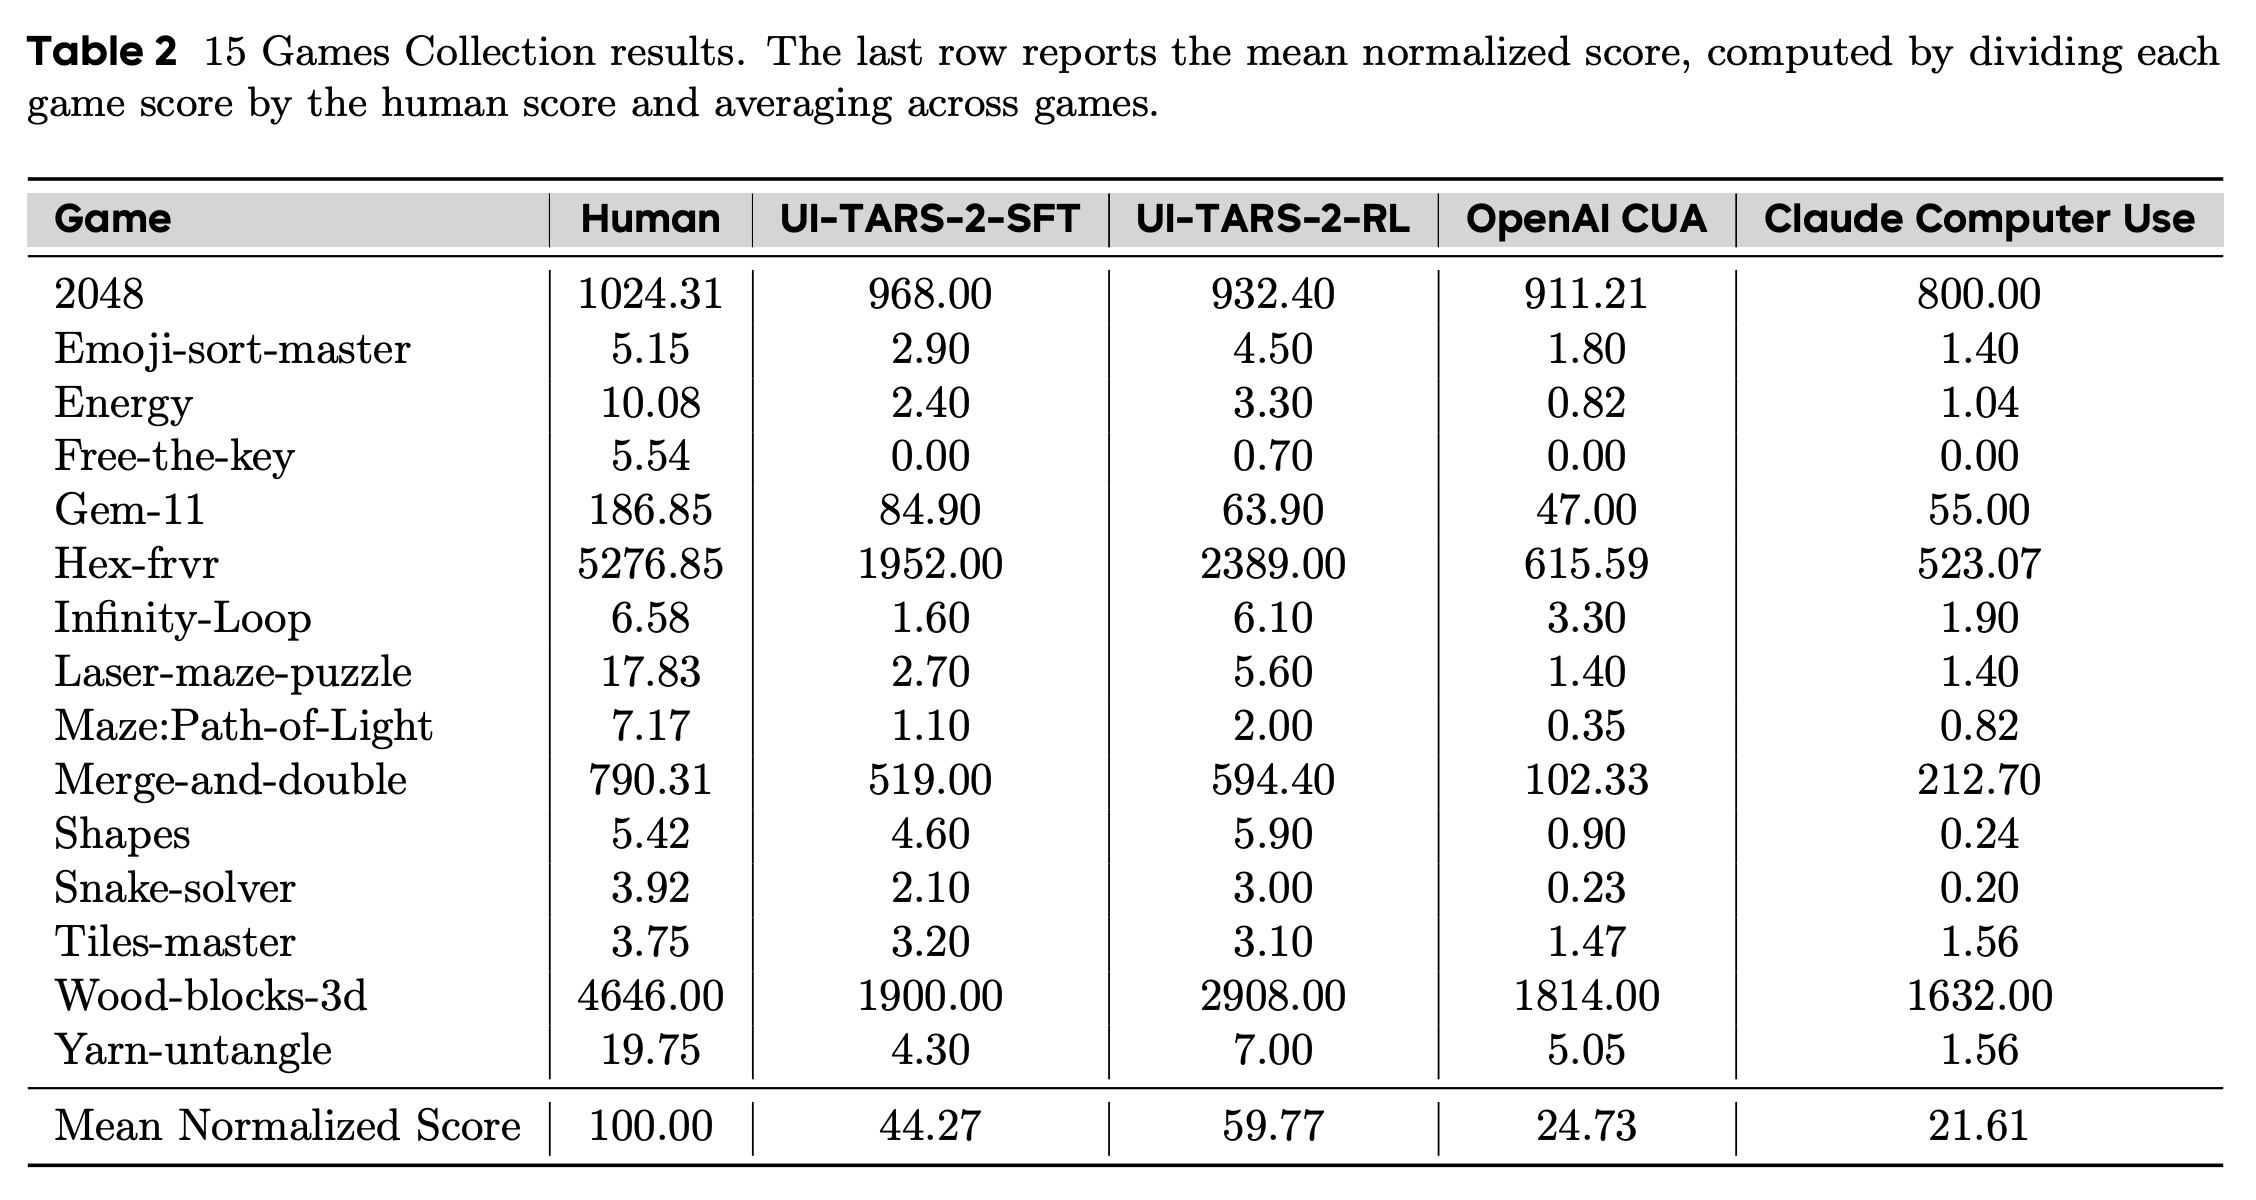 Table 2 15 Games Collection results. The last row reports the mean normalized score, computed by dividing each
game score by the human score and averaging across games.
Game Human UI-TARS-2-SFT UI-TARS-2-RL OpenAI CUA Claude Computer Use
2048 1024.31 968.00 932.40 911.21 800.00
Emoji-sort-master 5.15 2.90 4.50 1.80 1.40
Energy 10.08 2.40 3.30 0.82 1.04
Free-the-key 5.54 0.00 0.70 0.00 0.00
Gem-11 186.85 84.90 63.90 47.00 55.00
Hex-frvr 5276.85 1952.00 2389.00 615.59 523.07
Infinity-Loop 6.58 1.60 6.10 3.30 1.90
Laser-maze-puzzle 17.83 2.70 5.60 1.40 1.40
Maze:Path-of-Light 7.17 1.10 2.00 0.35 0.82
Merge-and-double 790.31 519.00 594.40 102.33 212.70
Shapes 5.42 4.60 5.90 0.90 0.24
Snake-solver 3.92 2.10 3.00 0.23 0.20
Tiles-master 3.75 3.20 3.10 1.47 1.56
Wood-blocks-3d 4646.00 1900.00 2908.00 1814.00 1632.00
Yarn-untangle 19.75 4.30 7.00 5.05 1.56
Mean Normalized Score 100.00 44.27 59.77 24.73 21.61